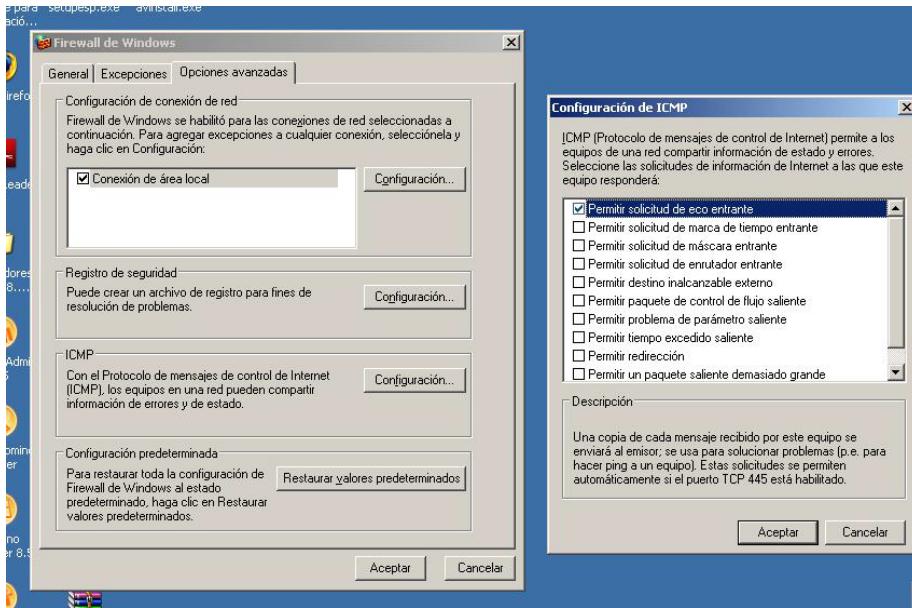 setupesp.exe avinstall.exe
Firewall de Windows
General
Excepciones
Opciones avanzadas
Configuración de conexión de red
Firewall de Windows se habilitó para las conexiones de red seleccionadas a
continuación. Para agregar excepciones a cualquier conexión, selecciónela y
haga clic en Configuración:
Conexión de área local
Configuración...
Registro de seguridad
Puede crear un archivo de registro para fines de
resolución de problemas.
Configuración...
ICMP
Con el Protocolo de mensajes de control de Internet
(ICMP), los equipos en una red pueden compartir
información de errores y de estado.
Configuración...
Configuración predeterminada
Para restaurar toda la configuración de
Firewall de Windows al estado
predeterminado, haga clic en Restaurar
valores predeterminados.
Restaurar valores predeterminados
Aceptar
Cancelar
Configuración de ICMP
ICMP (Protocolo de mensajes de control de Internet) permite a los
equipos de una red compartir información de estado y errores.
Seleccione las solicitudes de información de Internet a las que este
equipo responderá:
Permitir solicitud de eco entrante
Permitir solicitud de marca de tiempo entrante
Permitir solicitud de máscara entrante
Permitir solicitud de enrutador entrante
Permitir destino inalcanzable externo
Permitir paquete de control de flujo saliente
Permitir problema de parámetro saliente
Permitir tiempo excedido saliente
Permitir redirección
Permitir un paquete saliente demasiado grande
Descripción
Una copia de cada mensaje recibido por este equipo se
enviará al emisor; se usa para solucionar problemas (p.e. para
hacer ping a un equipo). Estas solicitudes se permiten
automáticamente si el puerto TCP 445 está habilitado.
Aceptar
Cancelar